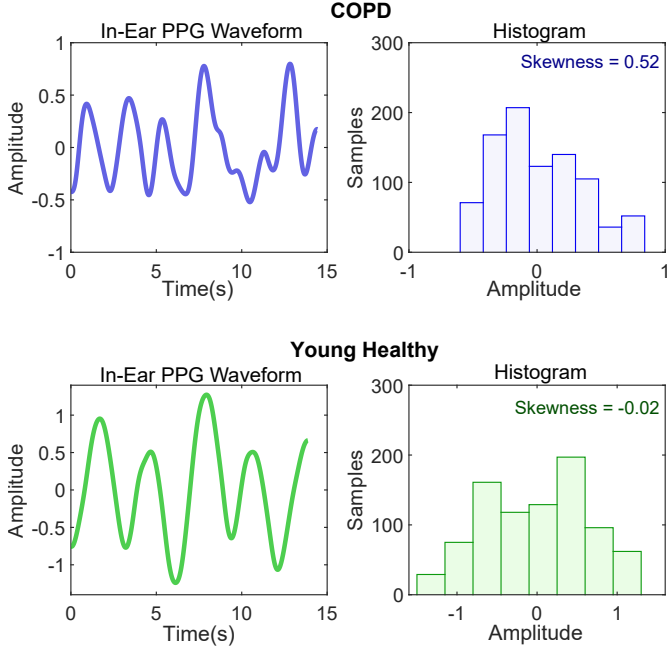 COPD
In-Ear PPG Waveform
Histogram
1
0.5
0
-0.5
-1
Amplitude
0
5
10
15
Time(s)
300
200
100
0
Samples
Skewness = 0.52
-1
0
1
Amplitude
Young Healthy
In-Ear PPG Waveform
Histogram
1
0.5
0
-0.5
-1
Amplitude
0
5
10
15
Time(s)
300
200
100
0
Samples
Skewness = -0.02
-1
0
1
Amplitude